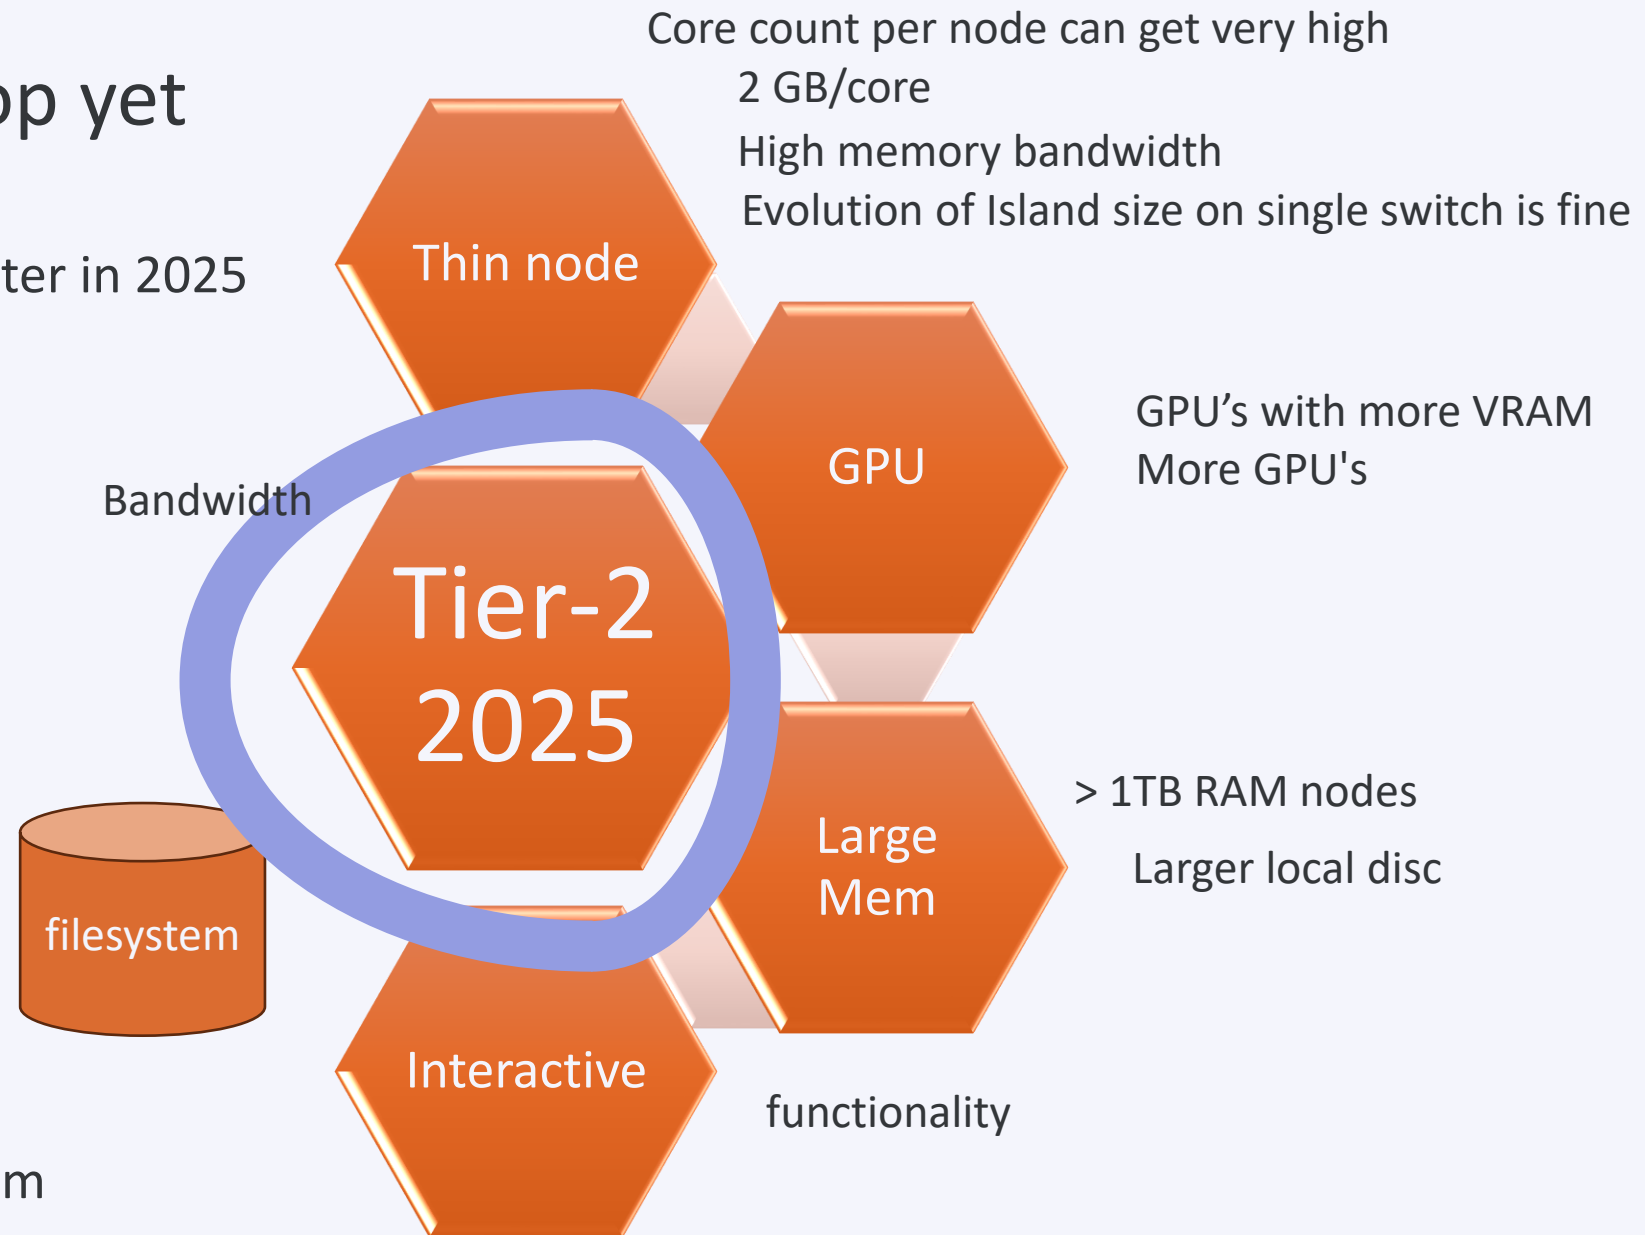 Core count per node can get very high
op yet
2 GB/core
High memory bandwidth
Evolution of Island size on single switch is fine
Thin node
ter in 2025
GPU’s with more VRAM
More GPU's
GPU
Bandwidth
Tier-2
2025
> 1TB RAM nodes
Larger local disc
Large
Mem
filesystem
Interactive
functionality
m